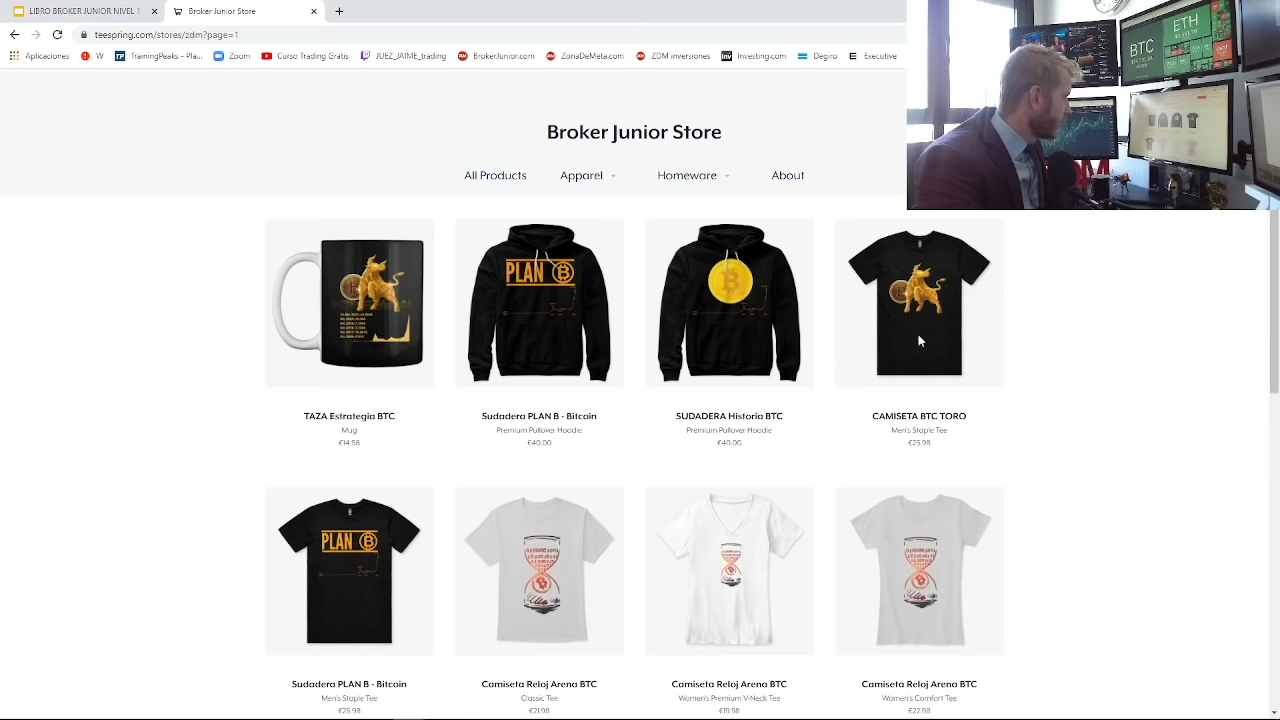 LIBRO BROKER JUNIOR NIVEL 1 -
Broker Junior Store
teespring.com/stores/zdm?page=1
Aplicaciones
TrainingPeaks - Pla...
Zoom
Curso Trading Gratis
JOSE_AJT_trading
BrokerJunior.com
ZonaDeMeta.com
ZDM inversiones
Investing.com
Degiro
Executive
ETH
BTC
Broker Junior Store
All Products
Apparel
Homeware
About
PLAN B
TAZA Estrategia BTC
Mug
€14.98
Sudadera PLAN B - Bitcoin
Premium Pullover Hoodie
€40.00
SUDADERA Historia BTC
Premium Pullover Hoodie
€40.00
CAMISETA BTC TORO
Men's Staple Tee
€25.98
PLAN B
Sudadera PLAN B - Bitcoin
Men's Staple Tee
€25.98
Camiseta Reloj Arena BTC
Classic Tee
€21.98
Camiseta Reloj Arena BTC
Women's Premium V-Neck Tee
€19.98
Camiseta Reloj Arena BTC
Women's Comfort Tee
€22.98